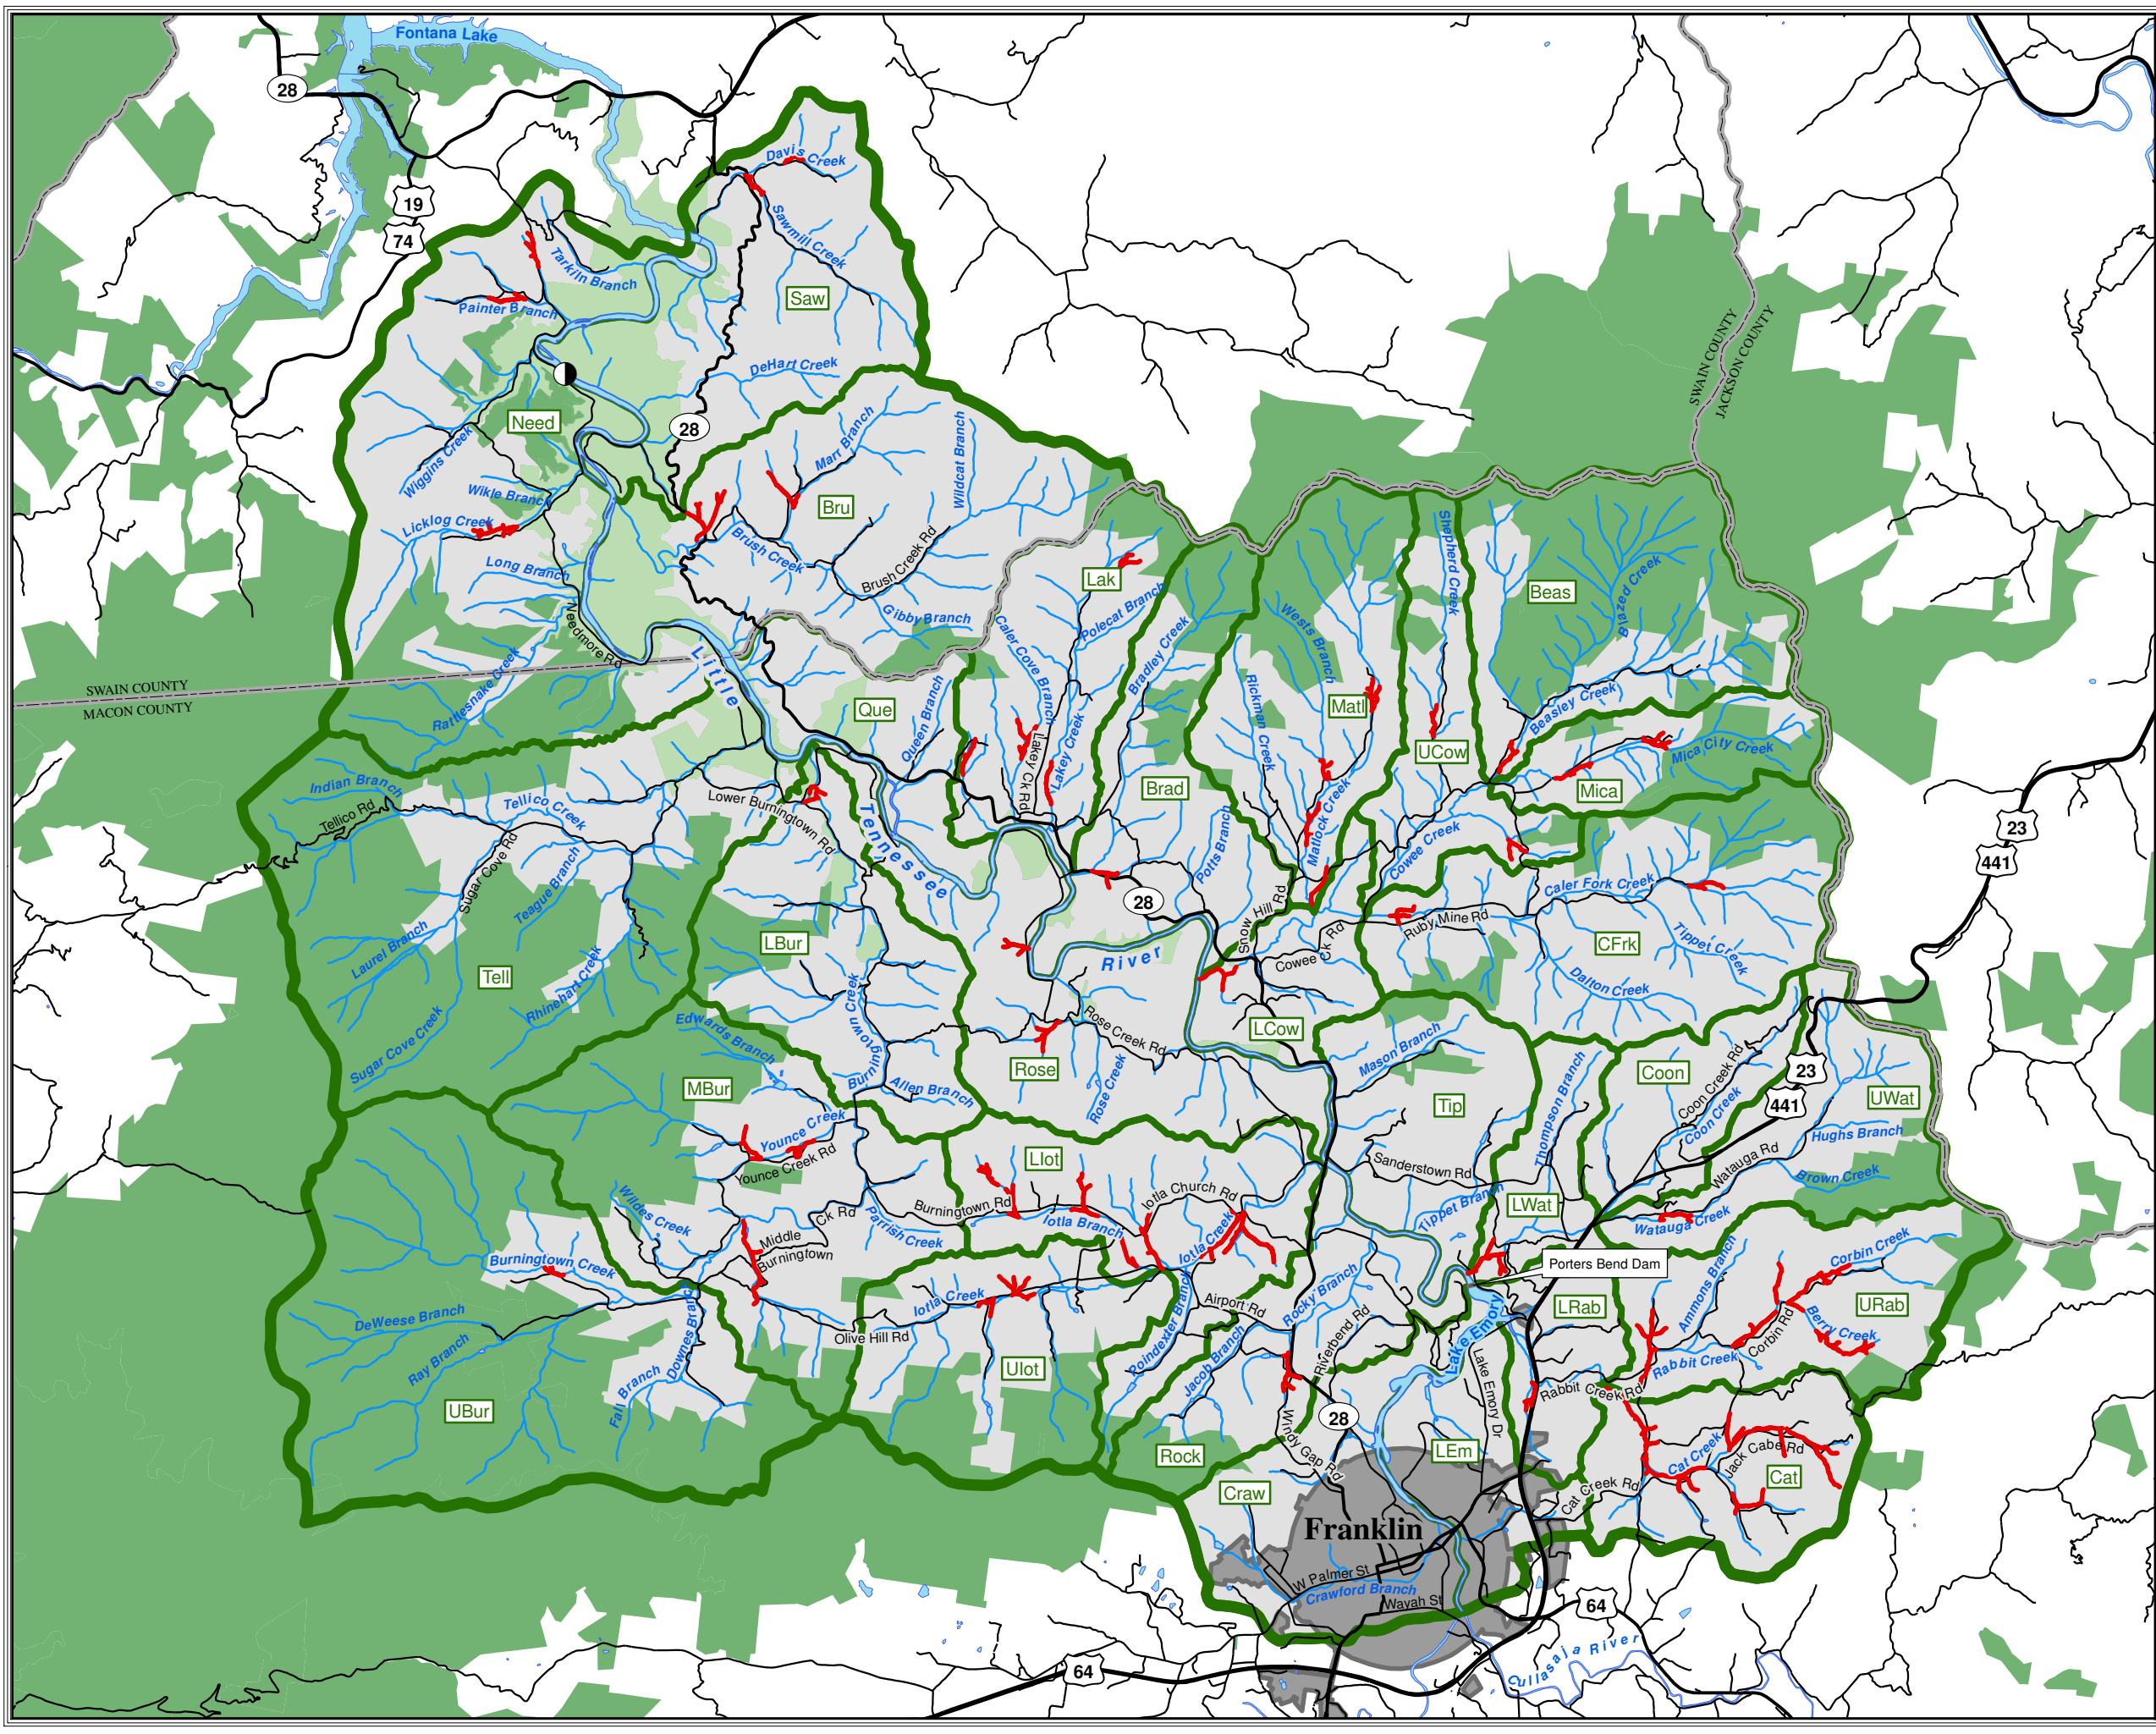 Fontana Lake
28
19
74
Davis Creek
Sawmill Creek
Tarkiln Branch
Painter Branch
Saw
SWAIN COUNTY
JACKSON COUNTY
DeHart Creek
Need
28
Marr Branch
Wildcat Branch
Wiggins Creek
Wikle Branch
Bru
Licklog Creek
Brush Creek
Brush Creek Rd
Long Branch
Shepherd Creek
Lak
Beas
Blazed Creek
Polecat Branch
Gibby Branch
Needmore Rd
Caler Cove Branch
Wests Branch
Bradley Creek
Little
Tennessee
River
SWAIN COUNTY
MACON COUNTY
Rattlesnake Creek
Que
Queen Branch
Rickman Creek
Matl
Beasley Creek
UCow
Mica City Creek
Lakey Creek
Lakey Ck Rd
Indian Branch
Tellico Rd
Tellico Creek
Lower Burningtown Rd
Brad
Mica
Matlock Creek
23
441
Sugar Cove Rd
Teague Branch
Potts Branch
Cowee Creek
Caler Fork Creek
28
Snow Hill Rd
Ruby Mine Rd
Laurel Branch
LBur
Cowee Ck Rd
CFrk
Tippet Creek
Tell
Rhinehart Creek
Dalton Creek
Burningtown Creek
Sugar Cove Creek
Edwards Branch
Rose Creek Rd
LCow
Mason Branch
Rose
Rose Creek
MBur
Allen Branch
Tip
Thompson Branch
Coon
Coon Creek Rd
Coon Creek
23
441
UWat
Hughs Branch
Younce Creek
Younce Creek Rd
LIot
Sanderstown Rd
Watauga Rd
Brown Creek
Wildes Creek
Middle
Burningtown
Ck Rd
Parrish Creek
Burningtown Rd
Iotla Branch
Iotla Church Rd
Iotla Creek
Tippet Branch
LWat
Watauga Creek
Burningtown Creek
Porters Bend Dam
Ammons Branch
Corbin Creek
Iotla Creek
Olive Hill Rd
Airport Rd
Rocky Branch
Riverbend Rd
Lake Emory
LRab
URab
Corbin Rd
Berry Creek
DeWeese Branch
Ray Branch
Downes Branch
Fall Branch
Poindexter Branch
Jacob Branch
UIot
Lake Emory Dr
Rabbit Creek
Rabbit Creek Rd
UBur
28
Windy Gap Rd
Rock
LEm
Cat Creek
Jack Cabe Rd
Cat
Craw
Cat Creek Rd
Franklin
W Palmer St
Crawford Branch
Wayah St
64
64
Cullasaja River